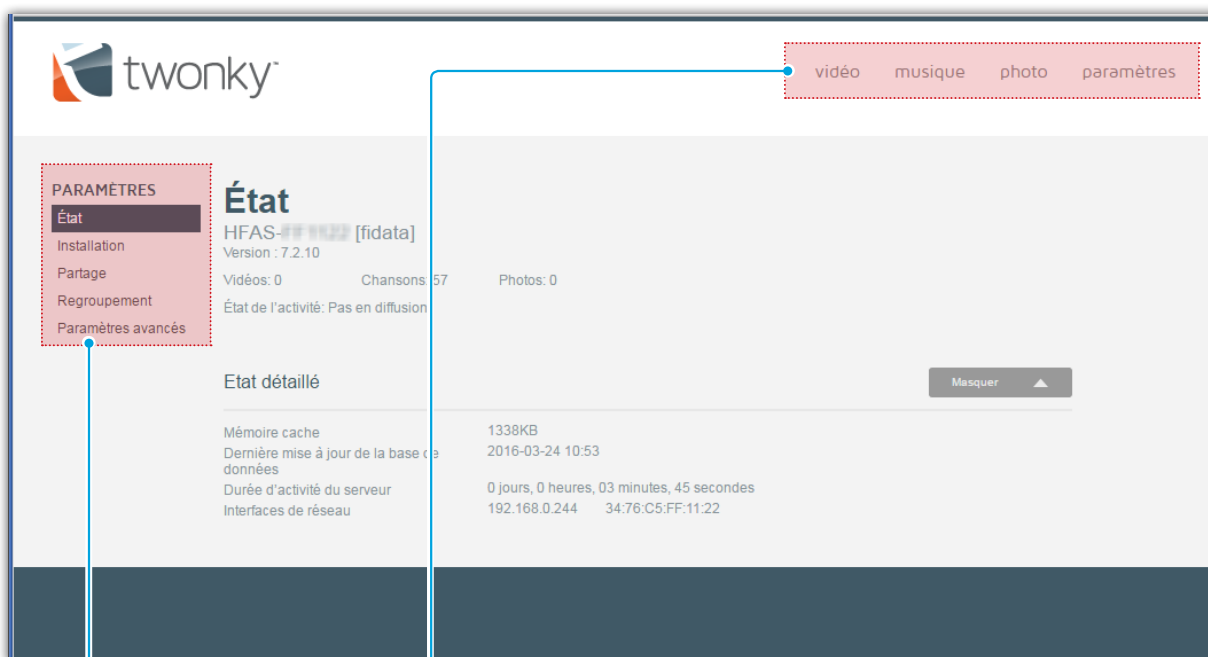 twonky
vidéo musique photo paramètres
PARAMÈTRES
État
Installation
Partage
Regroupement
Paramètres avancés
État
HFAS- [fidata]
Version : 7.2.10
Vidéos: 0 Chansons: 57 Photos: 0
État de l'activité: Pas en diffusion
Etat détaillé
Masquer
Mémoire cache 1338KB
Dernière mise à jour de la base de 2016-03-24 10:53
données
Durée d'activité du serveur 0 jours, 0 heures, 03 minutes, 45 secondes
Interfaces de réseau 192.168.0.244 34:76:C5:FF:11:22